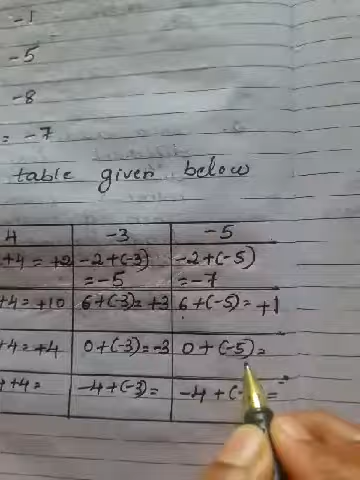 -1
-5
-8
= -7
table given below
4 -3 -5
+4 = +2 -2+(-3) -2+(-5)
= -5 = -7
+4 = +10 6+(-3) = +3 6+(-5) = +1
+4 = +4 0+(-3) = -3 0+(-5) =
+4 = -4+(-3) = -4+(- =